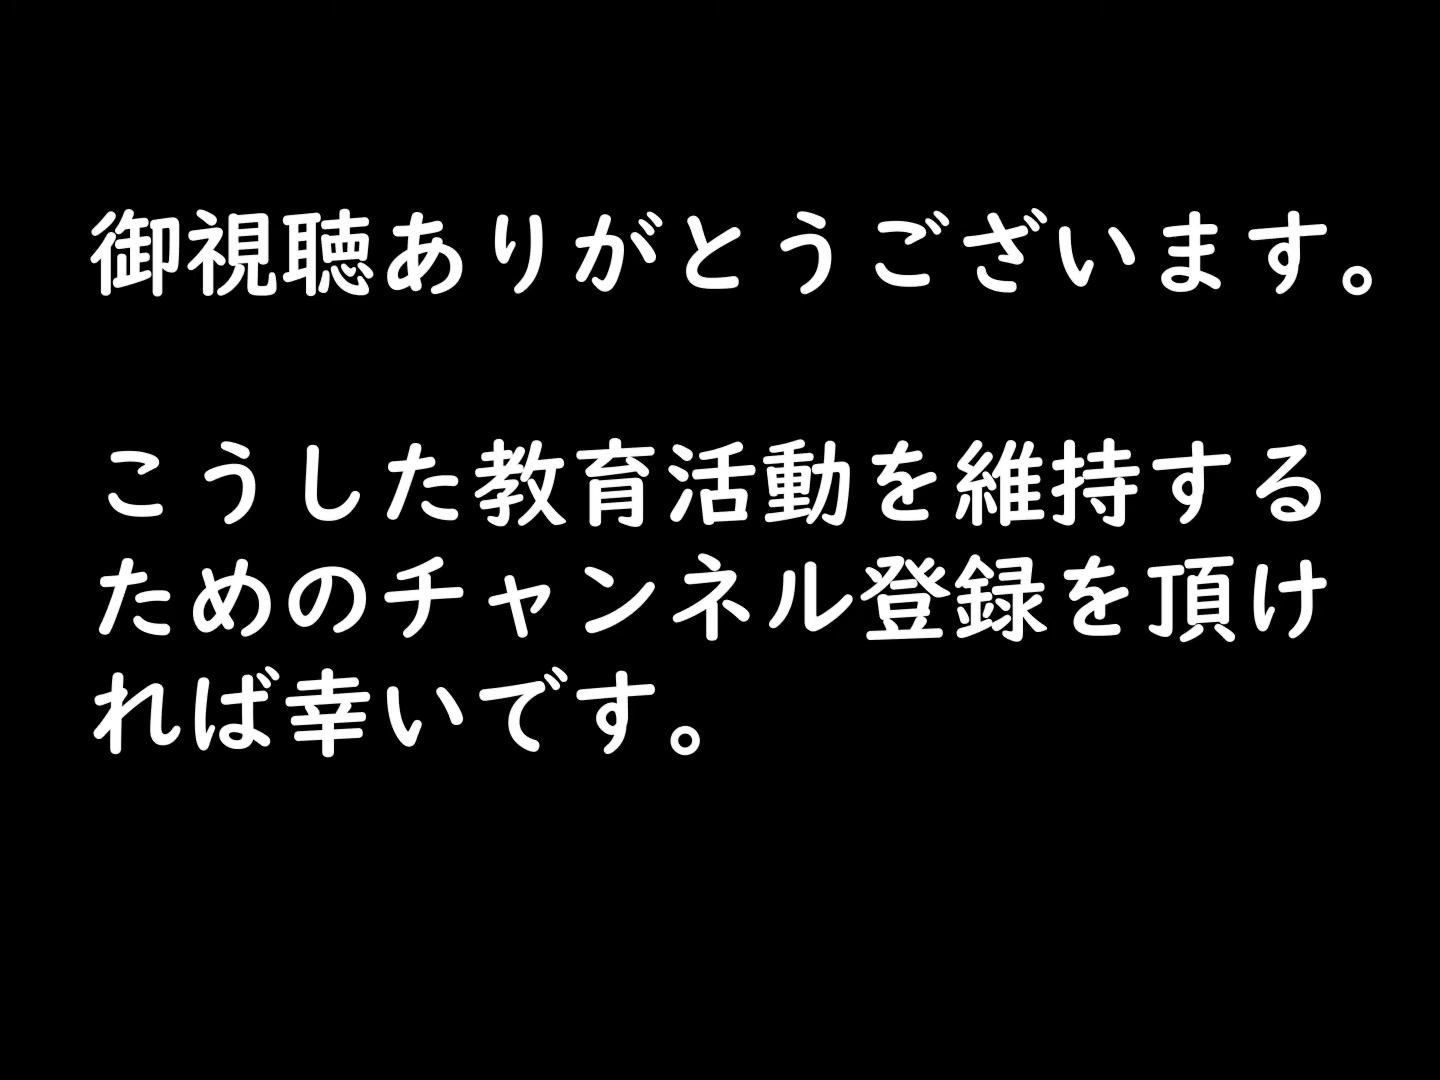 御視聴ありがとうございます。
こうした教育活動を維持する
ためのチャンネル登録を頂け
れば幸いです。